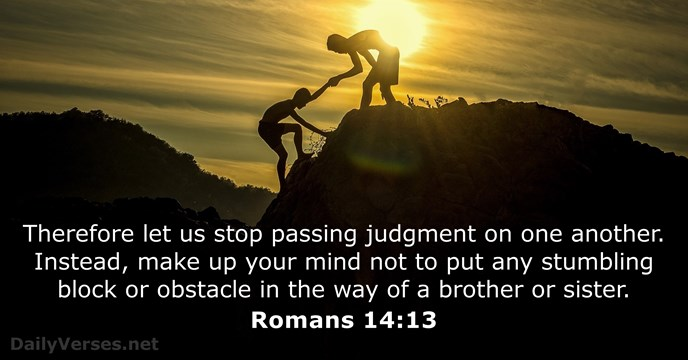 Therefore let us stop passing judgment on one another.
Instead, make up your mind not to put any stumbling
block or obstacle in the way of a brother or sister.
Romans 14:13
DailyVerses.net